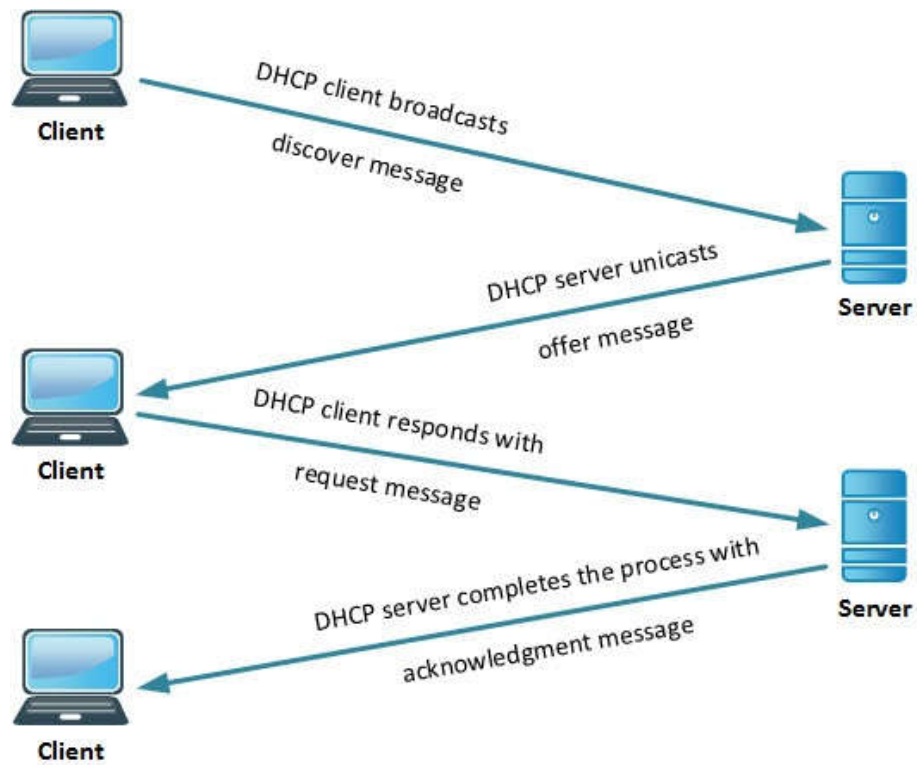 Client
DHCP client broadcasts
discover message
Server
DHCP server unicasts
offer message
Client
DHCP client responds with
request message
Server
DHCP server completes the process with
acknowledgment message
Client